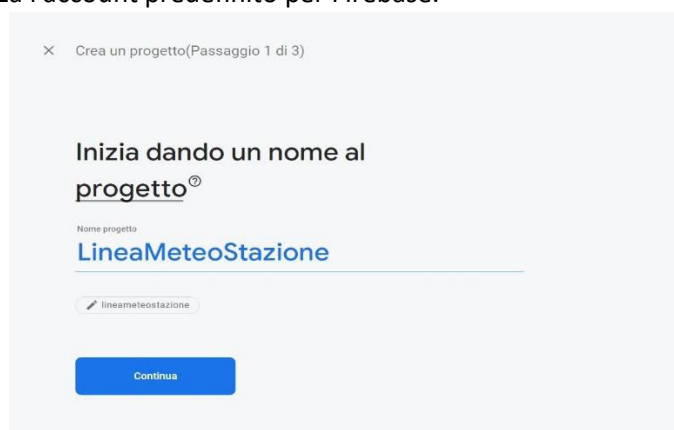 l'account predefinito per Firebase.
Crea un progetto(Passaggio 1 di 3)
Inizia dando un nome al
progetto
Nome progetto
LineaMeteoStazione
lineameteostazione
Continua